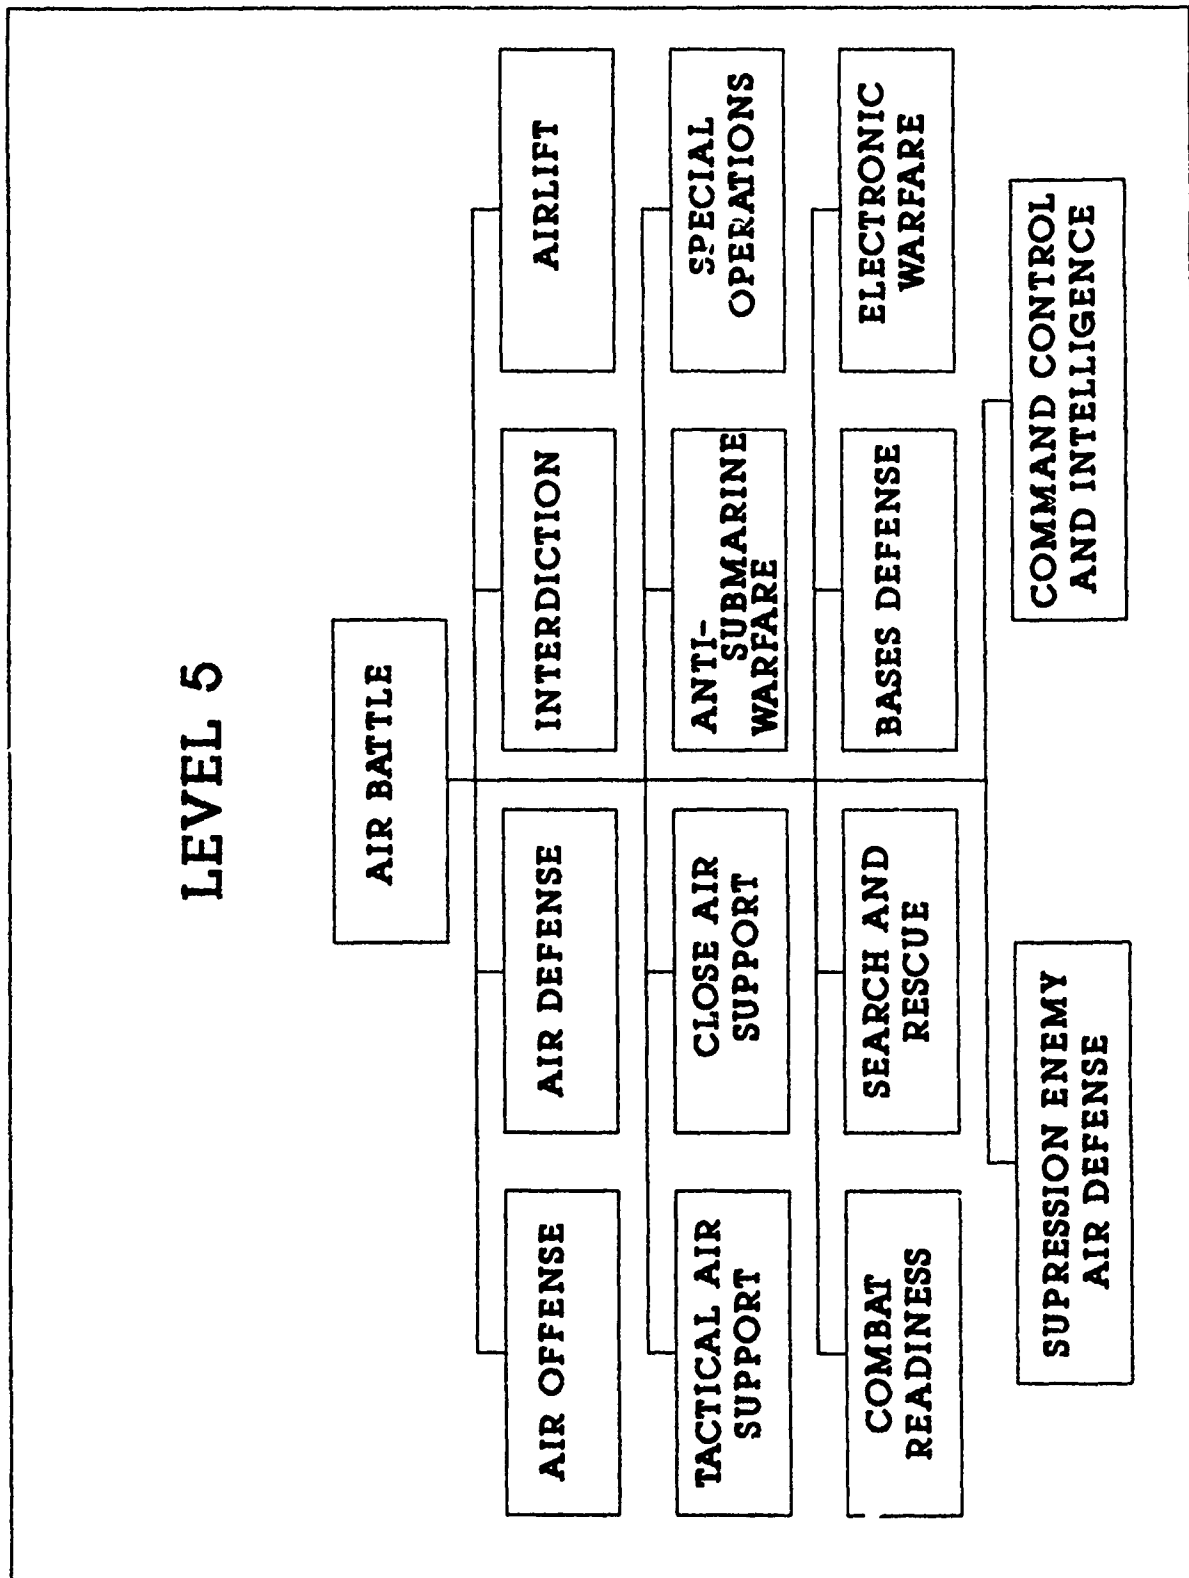 LEVEL 5
AIR BATTLE
AIR OFFENSE
AIR DEFENSE
INTERDICTION
AIRLIFT
TACTICAL AIR
SUPPORT
CLOSE AIR
SUPPORT
ANTI-
SUBMARINE
WARFARE
SPECIAL
OPERATIONS
COMBAT
READINESS
SEARCH AND
RESCUE
BASES DEFENSE
ELECTRONIC
WARFARE
SUPRESSION ENEMY
AIR DEFENSE
COMMAND CONTROL
AND INTELLIGENCE